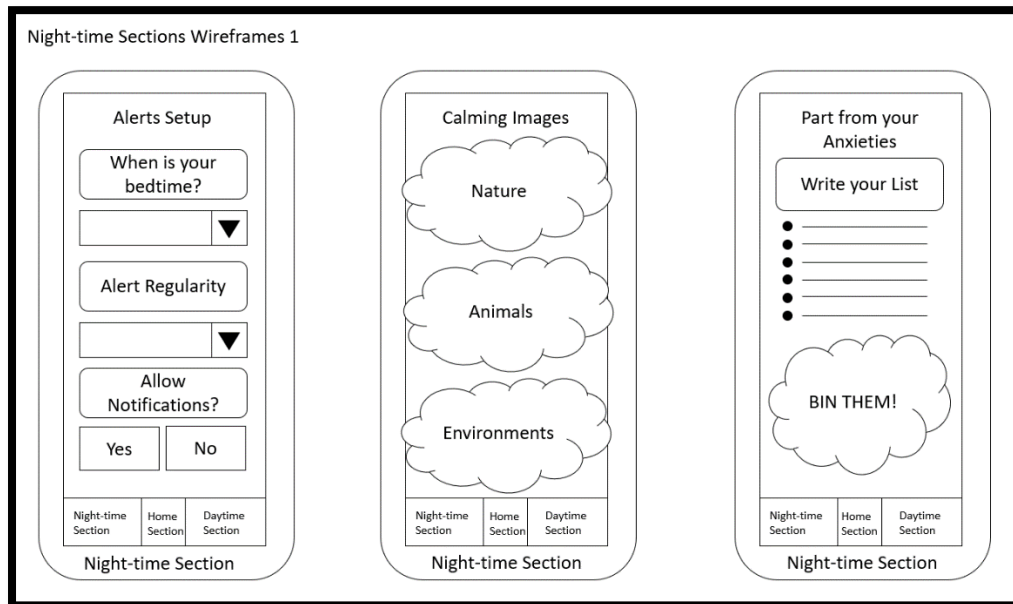 Night-time Sections Wireframes 1
Alerts Setup
When is your
bedtime?
Alert Regularity
Allow
Notifications?
Yes
No
Night-time
Section
Home
Section
Daytime
Section
Night-time Section
Calming Images
Nature
Animals
Environments
Night-time
Section
Home
Section
Daytime
Section
Night-time Section
Part from your
Anxieties
Write your List
BIN THEM!
Night-time
Section
Home
Section
Daytime
Section
Night-time Section